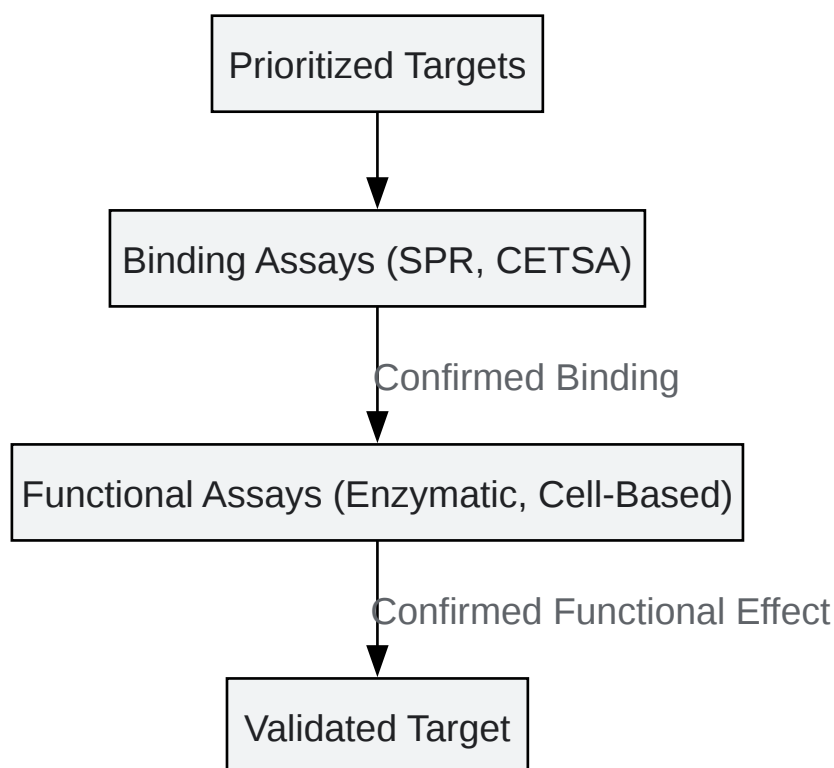 Prioritized Targets
Binding Assays (SPR, CETSA)
Confirmed Binding
Functional Assays (Enzymatic, Cell-Based)
Confirmed Functional Effect
Validated Target